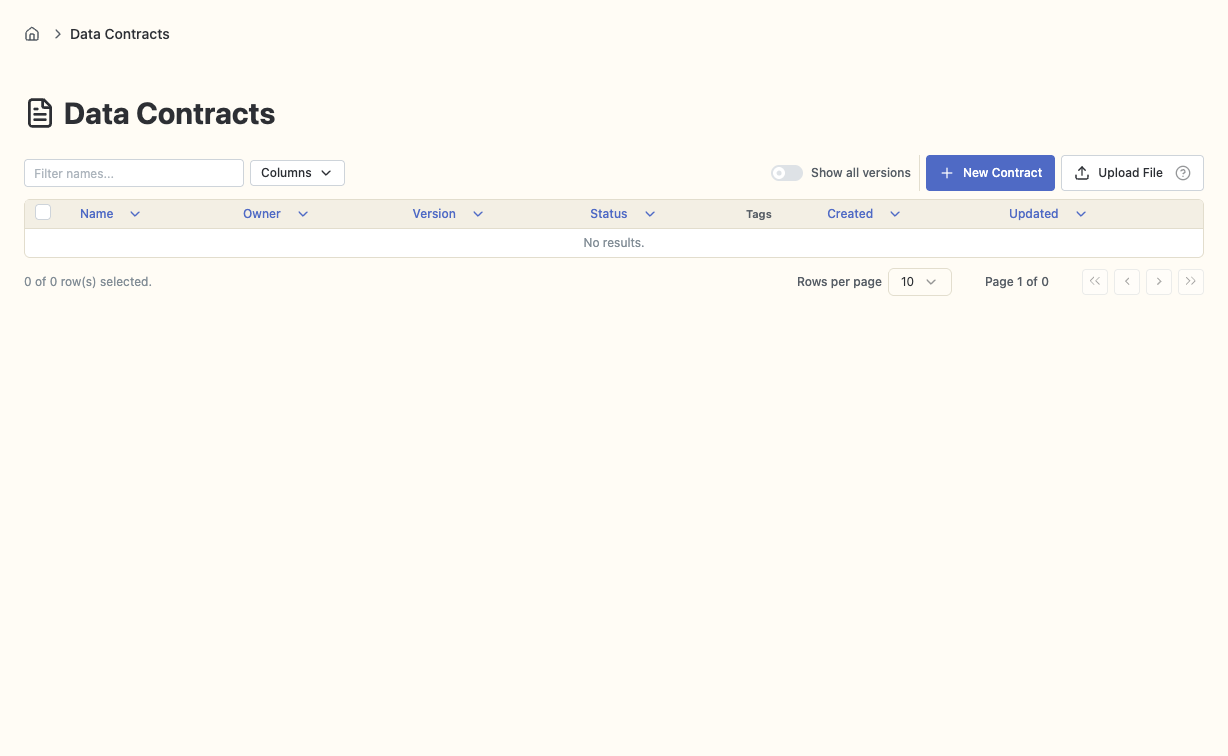 Data Contracts
Data Contracts
Filter names... Columns Show all versions New Contract Upload File
Name Owner Version Status Tags Created Updated
No results.
0 of 0 row(s) selected. Rows per page 10 Page 1 of 0